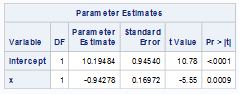 Parameter Estimates
Variable DF Parameter Estimate Standard Error t Value Pr > |t|
Intercept 1 10.19484 0.94540 10.78 <.0001
x 1 -0.94278 0.16972 -5.55 0.0009